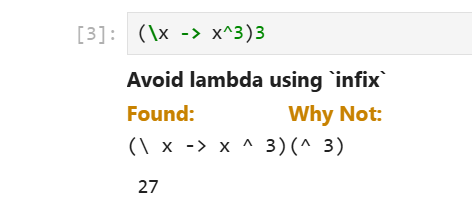 [3]: (\x -> x^3)3
Avoid lambda using `infix`
Found: Why Not:
(\ x -> x ^ 3)(^ 3)
27